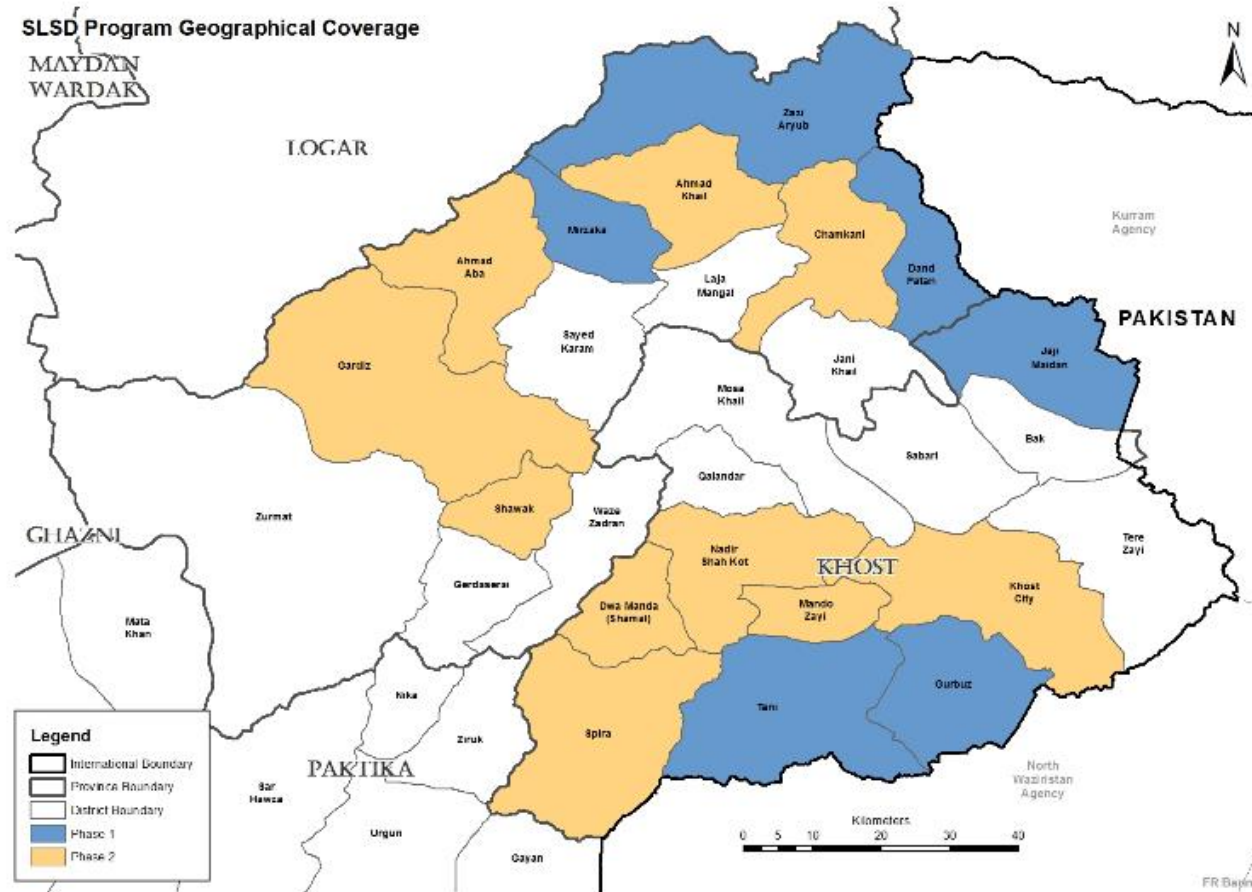 SLSD Program Geographical Coverage
N
MAYDAN
WARDAK
LOGAR
Zazi
Aryub
Ahmad
Khail
Kurram
Agency
Mirzaka
Chamkani
Ahmad
Aba
Dand
Patan
Laja
Mangal
PAKISTAN
Sayed
Karam
Jaji
Maidan
Gardiz
Jani
Khail
Mosa
Khail
Bak
Sabari
Qalandar
Shawak
Waze
Zadran
Zurmat
GHAZNI
Tere
Zayi
Nadir
Shah Kot
KHOST
Gerdaserai
Khost
City
Dwa Manda
(Shamal)
Mando
Zayi
Mata
Khan
Gurbuz
Nika
Tani
Spira
Ziruk
PAKTIKA
North
Waziristan
Agency
Sar
Hawza
Urgun
Gayan
Legend
International Boundary
Province Boundary
District Boundary
Phase 1
Phase 2
Kilometers
0 5 10 20 30 40